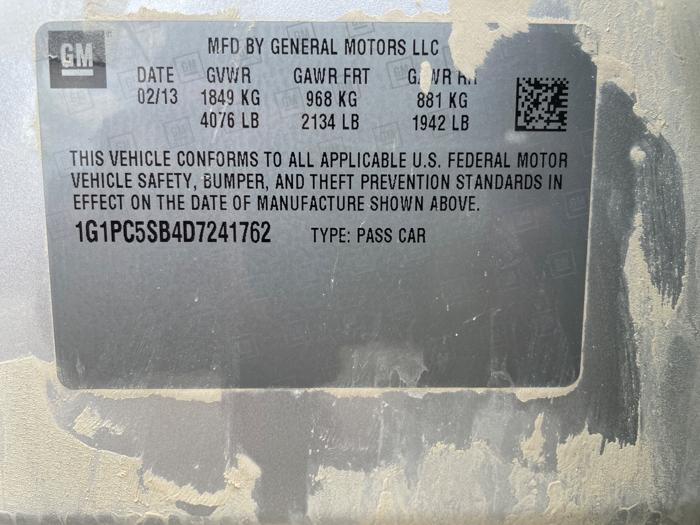 GM
MFD BY GENERAL MOTORS LLC
DATE GVWR GAWR FRT
02/13 1849 KG 968 KG 881 KG
4076 LB 2134 LB 1942 LB
THIS VEHICLE CONFORMS TO ALL APPLICABLE U.S. FEDERAL MOTOR
VEHICLE SAFETY, BUMPER, AND THEFT PREVENTION STANDARDS IN
EFFECT ON THE DATE OF MANUFACTURE SHOWN ABOVE.
1G1PC5SB4D7241762 TYPE: PASS CAR